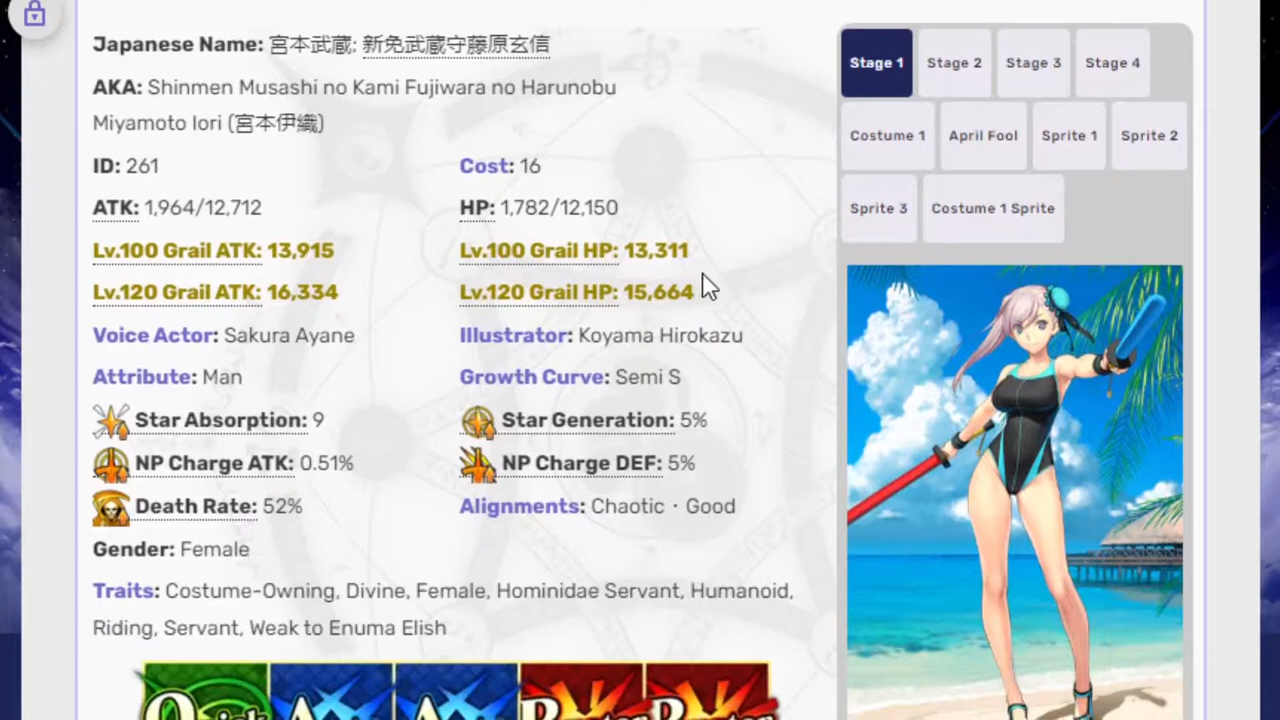 Japanese Name: 宮本武蔵; 新免武蔵守藤原玄信
AKA: Shinmen Musashi no Kami Fujiwara no Harunobu
Miyamoto Iori (宮本伊織)
ID: 261
Cost: 16
ATK: 1,964/12,712
HP: 1,782/12,150
Lv.100 Grail ATK: 13,915
Lv.100 Grail HP: 13,311
Lv.120 Grail ATK: 16,334
Lv.120 Grail HP: 15,664
Voice Actor: Sakura Ayane
Illustrator: Koyama Hirokazu
Attribute: Man
Growth Curve: Semi S
Star Absorption: 9
Star Generation: 5%
NP Charge ATK: 0.51%
NP Charge DEF: 5%
Death Rate: 52%
Alignments: Chaotic・Good
Gender: Female
Traits: Costume-Owning, Divine, Female, Hominidae Servant, Humanoid,
Riding, Servant, Weak to Enuma Elish
Stage 1 Stage 2 Stage 3 Stage 4
Costume 1 April Fool Sprite 1 Sprite 2
Sprite 3 Costume 1 Sprite